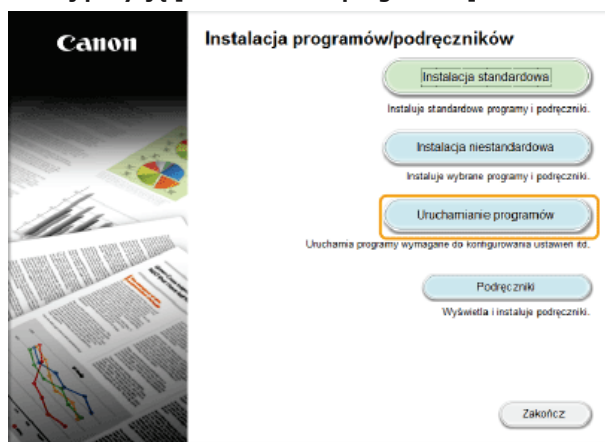 Canon
Instalacja programów/podręczników
Instalacja standardowa
Instaluje standardowe programy i podręczniki.
Instalacja niestandardowa
Instaluje wybrane programy i podręczniki.
Uruchamianie programów
Uruchamia programy wymagane do konfigurowania ustawień itd.
Podręczniki
Wyświetla i instaluje podręczniki.
Zakończ